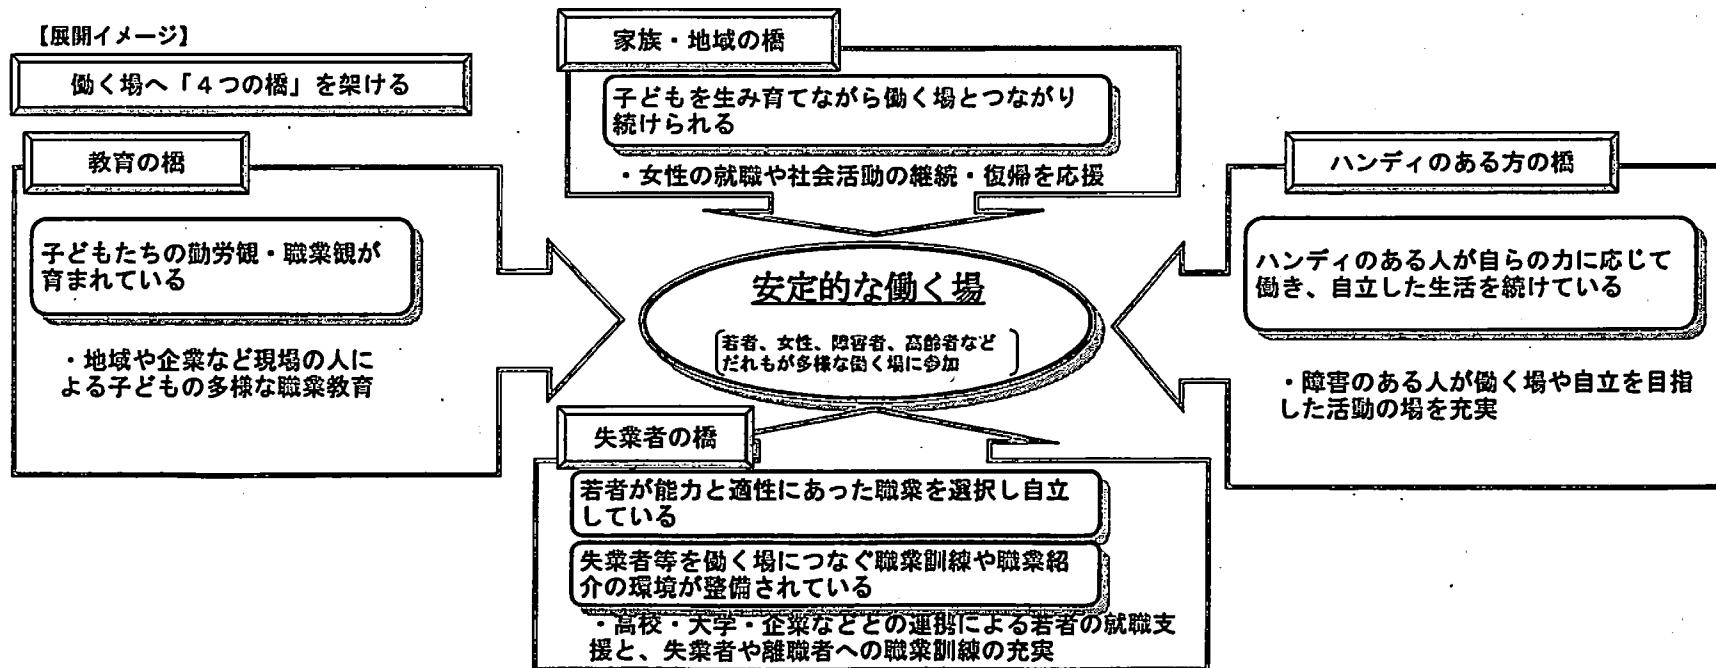 【展開イメージ】
働く場へ「4つの橋」を架ける
家族・地域の橋
子どもを生み育てながら働く場とつながり
続けられる
・女性の就職や社会活動の継続・復帰を応援
教育の橋
子どもたちの勤労観・職業観が
育まれている
・地域や企業など現場の人に
よる子どもの多様な職業教育
安定的な働く場
若者、女性、障害者、高齢者など
だれもが多様な働く場に参加
ハンディのある方の橋
ハンディのある人が自らの力に応じて
働き、自立した生活を続けている
・障害のある人が働く場や自立を目指
した活動の場を充実
失業者の橋
若者が能力と適性にあった職業を選択し自立
している
失業者等を働く場につなぐ職業訓練や職業紹
介の環境が整備されている
・高校・大学・企業などとの連携による若者の就職支
援と、失業者や離職者への職業訓練の充実